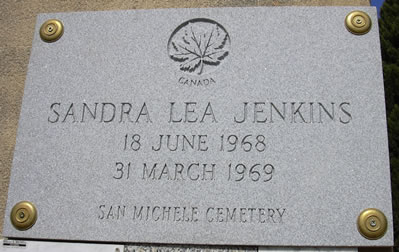 CANADA
SANDRA LEA JENKINS
18 JUNE 1968
31 MARCH 1969
SAN MICHELE CEMETERY